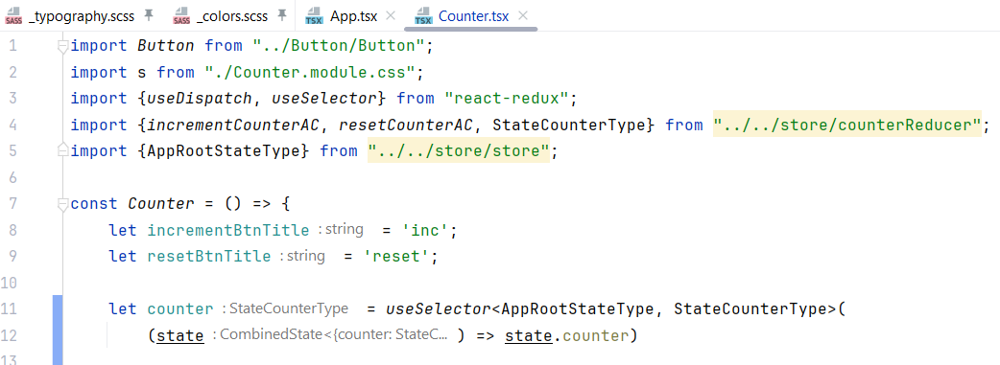 _typography.scss _colors.scss App.tsx Counter.tsx
1 import Button from "../Button/Button";
2 import s from "./Counter.module.css";
3 import {useDispatch, useSelector} from "react-redux";
4 import {incrementCounterAC, resetCounterAC, StateCounterType} from "../../store/counterReducer";
5 import {AppRootStateType} from "../../store/store";
6
7 const Counter = () => {
8 let incrementBtnTitle : string = 'inc';
9 let resetBtnTitle : string = 'reset';
10
11 let counter : StateCounterType = useSelector<AppRootStateType, StateCounterType>(
12 (state : CombinedState<{counter: StateC... ) => state.counter)
13